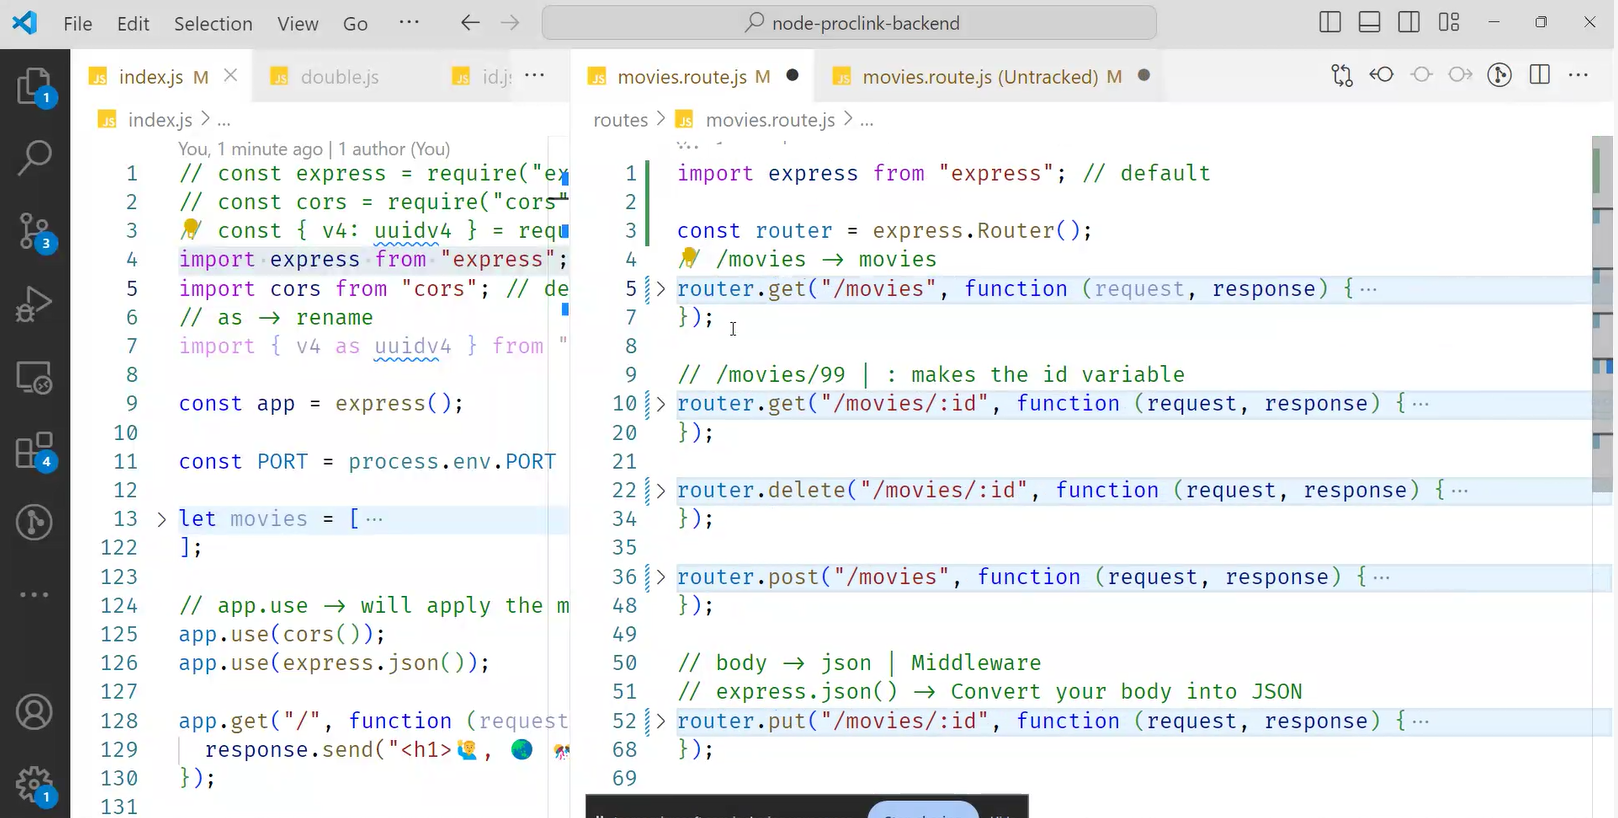 File Edit Selection View Go ··· node-proclink-backend
JS index.js M JS double.js JS id.js ···
JS movies.route.js M JS movies.route.js (Untracked) M ···
JS index.js > ...
routes > JS movies.route.js > ...
You, 1 minute ago | 1 author (You)
1 // const express = require("ex
2 // const cors = require("cors"
3 // const { v4: uuidv4 } = requ
4 import express from "express";
5 import cors from "cors"; // de
6 // as → rename
7 import { v4 as uuidv4 } from "
8
9 const app = express();
10
11 const PORT = process.env.PORT
12
13 let movies = [ ···
122 ];
123
124 // app.use → will apply the m
125 app.use(cors());
126 app.use(express.json());
127
128 app.get("/", function (request
129 response.send("<h1>🙋, 🌏 🎊
130 });
131
1 import express from "express"; // default
2
3 const router = express.Router();
4 // /movies → movies
5 router.get("/movies", function (request, response) { ···
7 });
8
9 // /movies/99 | : makes the id variable
10 router.get("/movies/:id", function (request, response) { ···
20 });
21
22 router.delete("/movies/:id", function (request, response) { ···
34 });
35
36 router.post("/movies", function (request, response) { ···
48 });
49
50 // body → json | Middleware
51 // express.json() → Convert your body into JSON
52 router.put("/movies/:id", function (request, response) { ···
68 });
69
1
3
4
1